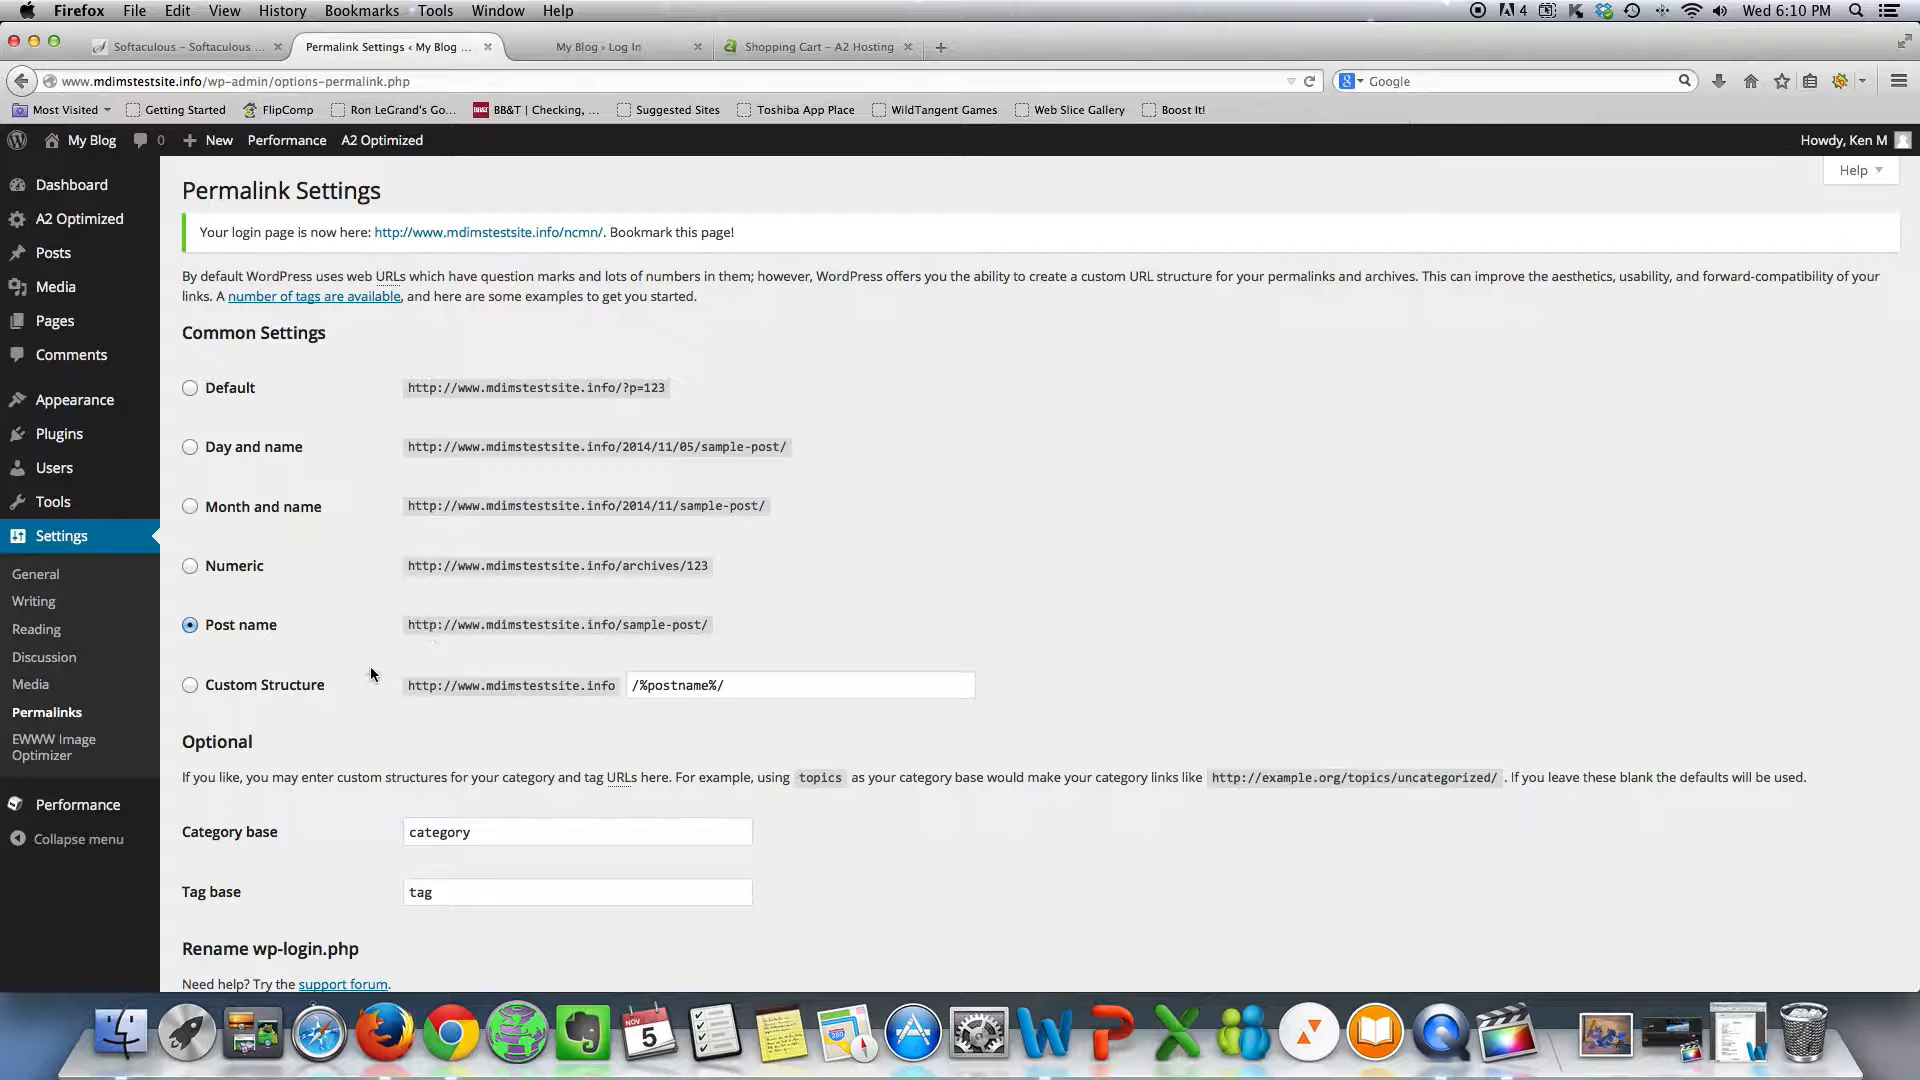 Firefox File Edit View History Bookmarks Tools Window Help
4 Wed 6:10 PM
Softaculous - Softaculous ...
Permalink Settings ‹ My Blog ...
My Blog › Log In
Shopping Cart - A2 Hosting
www.mdimstestsite.info/wp-admin/options-permalink.php
Google
Most Visited Getting Started FlipComp Ron LeGrand's Go... BB&T | Checking, ... Suggested Sites Toshiba App Place WildTangent Games Web Slice Gallery Boost It!
My Blog 0 New Performance A2 Optimized Howdy, Ken M
Help
Dashboard
A2 Optimized
Posts
Media
Pages
Comments
Appearance
Plugins
Users
Tools
Settings
General
Writing
Reading
Discussion
Media
Permalinks
EWWW Image
Optimizer
Performance
Collapse menu
Permalink Settings
Your login page is now here: http://www.mdimstestsite.info/ncmn/. Bookmark this page!
By default WordPress uses web URLs which have question marks and lots of numbers in them; however, WordPress offers you the ability to create a custom URL structure for your permalinks and archives. This can improve the aesthetics, usability, and forward-compatibility of your
links. A number of tags are available, and here are some examples to get you started.
Common Settings
Default http://www.mdimstestsite.info/?p=123
Day and name http://www.mdimstestsite.info/2014/11/05/sample-post/
Month and name http://www.mdimstestsite.info/2014/11/sample-post/
Numeric http://www.mdimstestsite.info/archives/123
Post name http://www.mdimstestsite.info/sample-post/
Custom Structure http://www.mdimstestsite.info /%postname%/
Optional
If you like, you may enter custom structures for your category and tag URLs here. For example, using topics as your category base would make your category links like http://example.org/topics/uncategorized/ . If you leave these blank the defaults will be used.
Category base category
Tag base tag
Rename wp-login.php
Need help? Try the support forum.
NOV
5